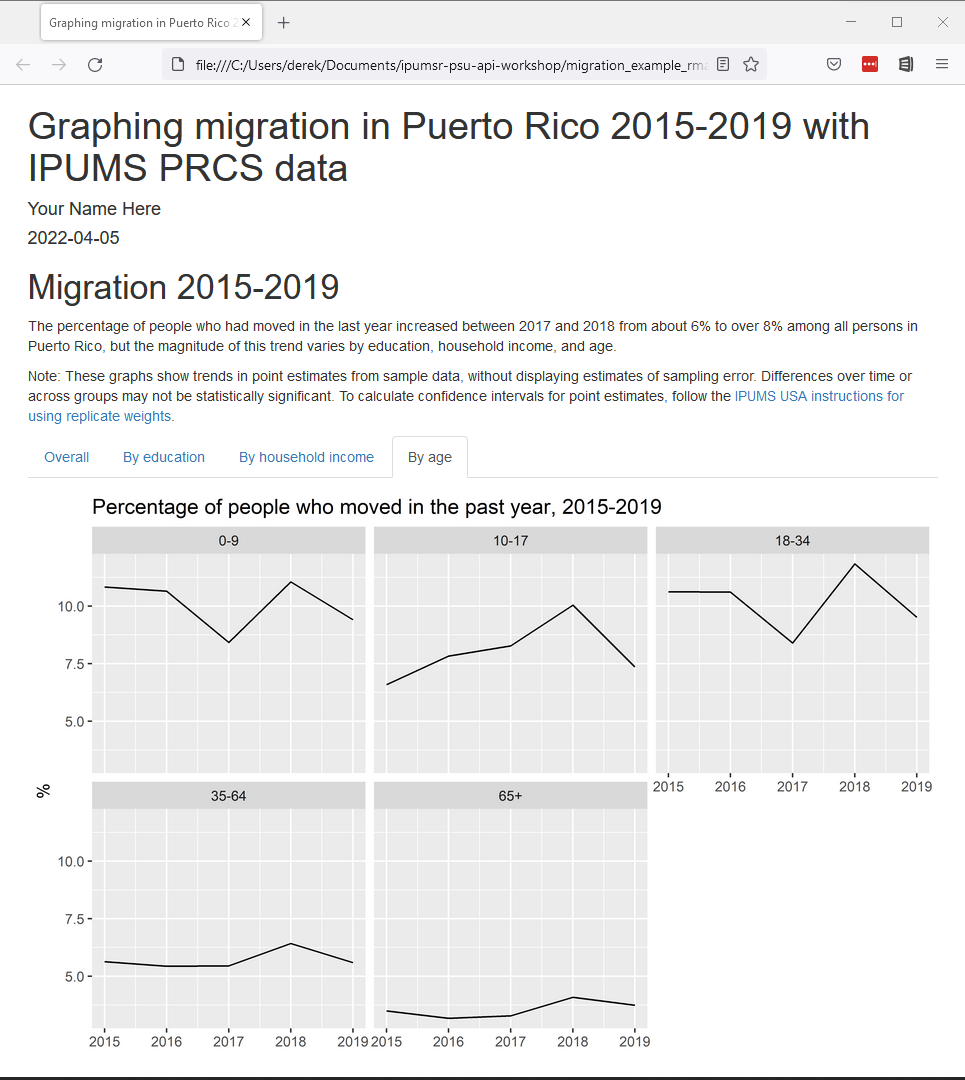 Graphing migration in Puerto Rico 2
file:///C:/Users/derek/Documents/ipumsr-psu-api-workshop/migration_example_rma
Graphing migration in Puerto Rico 2015-2019 with
IPUMS PRCS data
Your Name Here
2022-04-05
Migration 2015-2019
The percentage of people who had moved in the last year increased between 2017 and 2018 from about 6% to over 8% among all persons in
Puerto Rico, but the magnitude of this trend varies by education, household income, and age.
Note: These graphs show trends in point estimates from sample data, without displaying estimates of sampling error. Differences over time or
across groups may not be statistically significant. To calculate confidence intervals for point estimates, follow the IPUMS USA instructions for
using replicate weights.
Overall By education By household income By age
Percentage of people who moved in the past year, 2015-2019
0-9 10-17 18-34
10.0
7.5
5.0
2015 2016 2017 2018 2019
%
35-64 65+
10.0
7.5
5.0
2015 2016 2017 2018 2019 2015 2016 2017 2018 2019